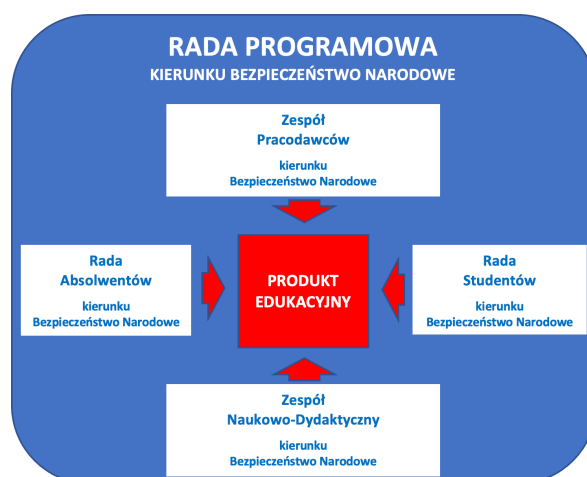 RADA PROGRAMOWA
KIERUNKU BEZPIECZEŃSTWO NARODOWE
Zespół
Pracodawców
kierunku
Bezpieczeństwo Narodowe
Rada
Absolwentów
kierunku
Bezpieczeństwo Narodowe
PRODUKT
EDUKACYJNY
Rada
Studentów
kierunku
Bezpieczeństwo Narodowe
Zespół
Naukowo-Dydaktyczny
kierunku
Bezpieczeństwo Narodowe